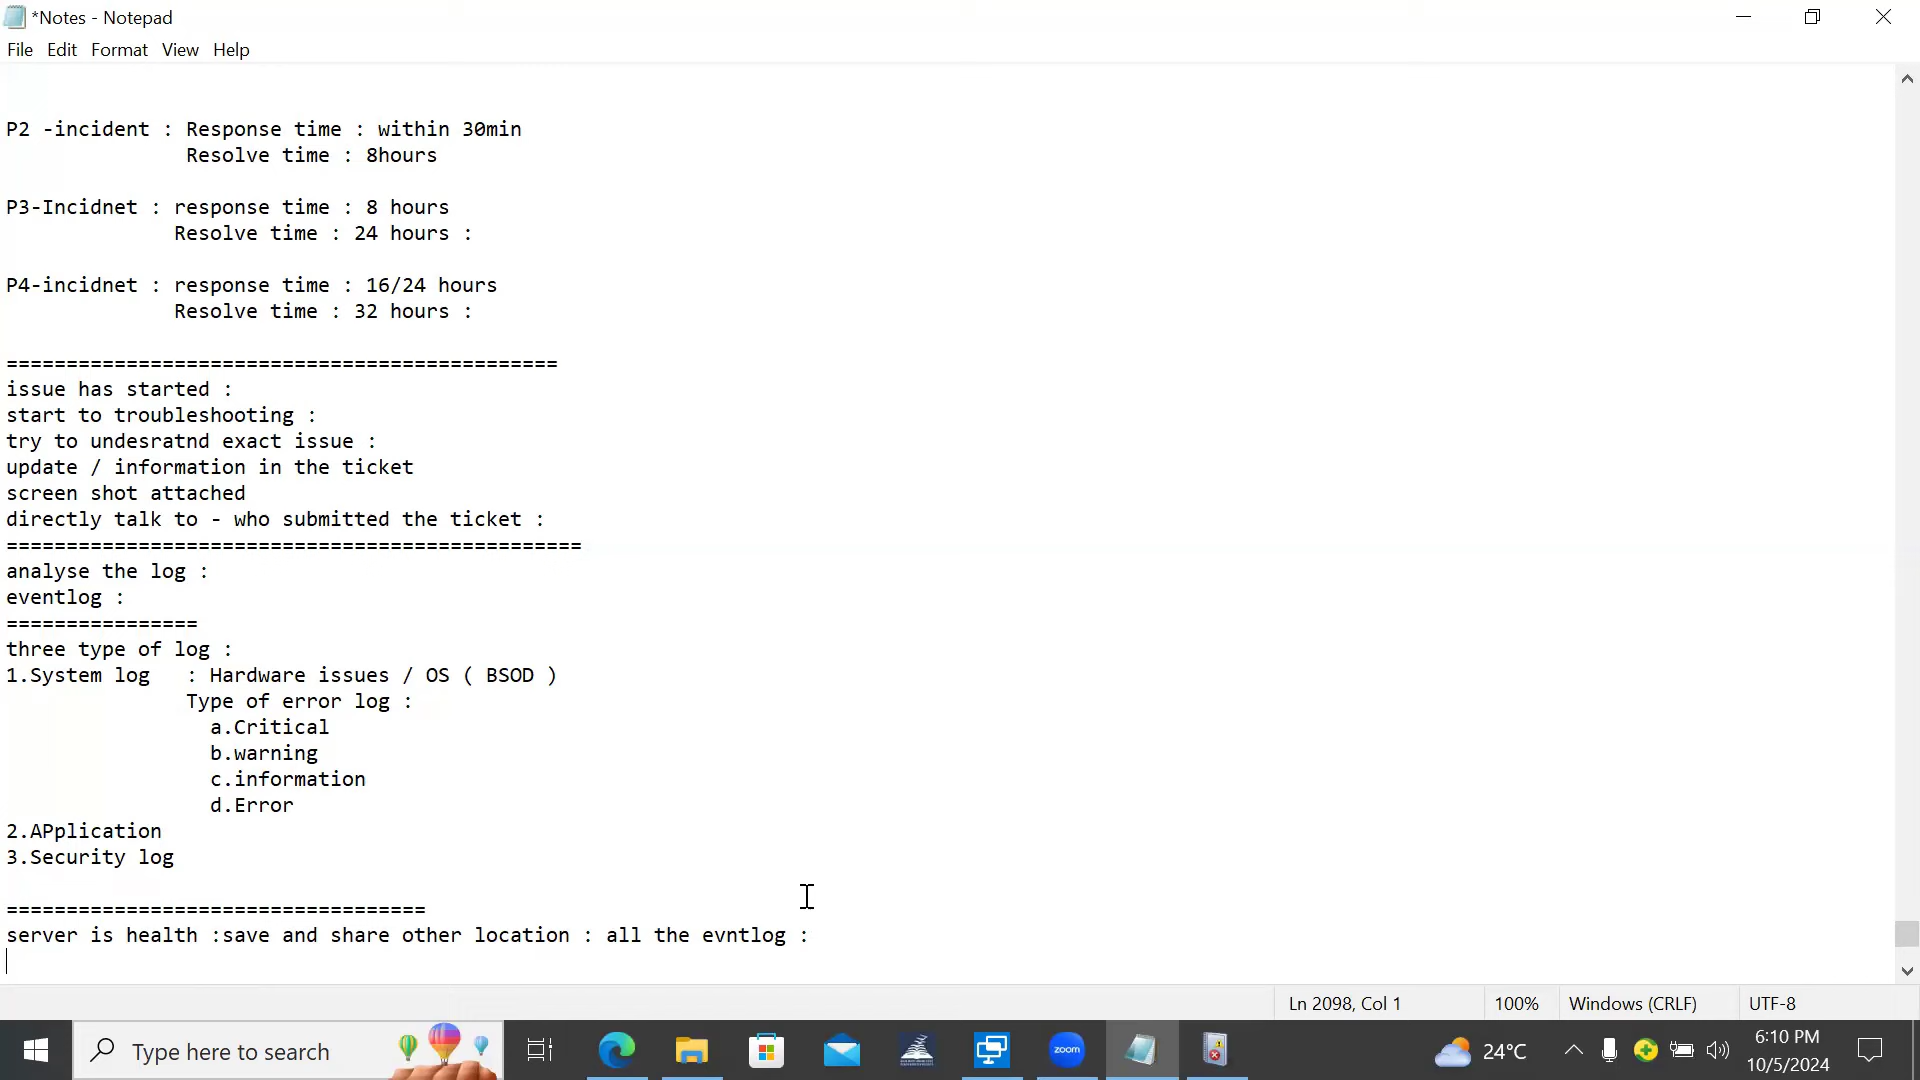 *Notes - Notepad
File Edit Format View Help
P2 -incident : Response time : within 30min
Resolve time : 8hours
P3-Incidnet : response time : 8 hours
Resolve time : 24 hours :
P4-incidnet : response time : 16/24 hours
Resolve time : 32 hours :
==============================================
issue has started :
start to troubleshooting :
try to undesratnd exact issue :
update / information in the ticket
screen shot attached
directly talk to - who submitted the ticket :
================================================
analyse the log :
eventlog :
================
three type of log :
1.System log   : Hardware issues / OS ( BSOD )
Type of error log :
a.Critical
b.warning
c.information
d.Error
2.APplication
3.Security log
===================================
server is health :save and share other location : all the evntlog :
Ln 2098, Col 1 100% Windows (CRLF) UTF-8
Type here to search
zoom
24°C
6:10 PM
10/5/2024